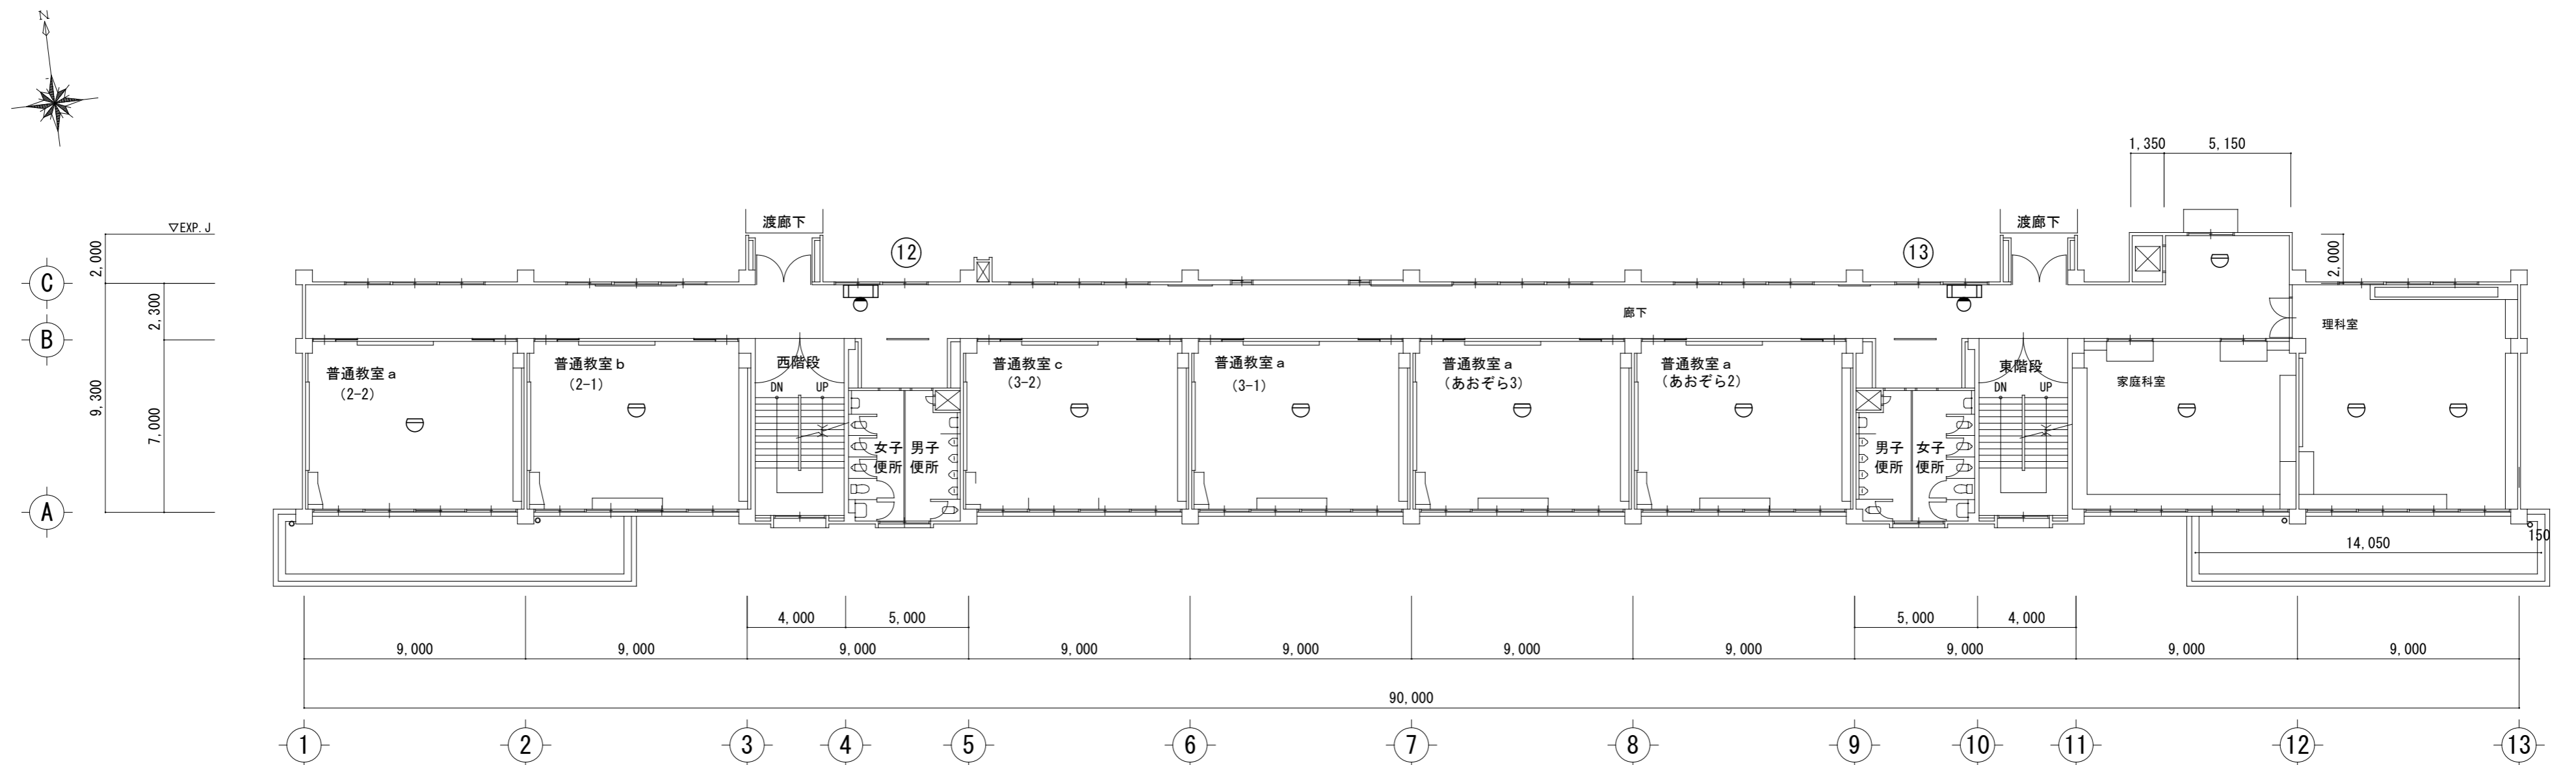 N
1,350
5,150
▽EXP.J
2,000
2,300
9,300
7,000
C
B
A
渡廊下
12
13
渡廊下
2,000
廊下
理科室
普通教室a
(2-2)
普通教室b
(2-1)
西階段
DN
UP
女子
便所
男子
便所
普通教室c
(3-2)
普通教室a
(3-1)
普通教室a
(あおぞら3)
普通教室a
(あおぞら2)
男子
便所
女子
便所
東階段
DN
UP
家庭科室
14,050
150
4,000
5,000
5,000
4,000
9,000
9,000
9,000
9,000
9,000
9,000
9,000
9,000
9,000
9,000
90,000
1
2
3
4
5
6
7
8
9
10
11
12
13